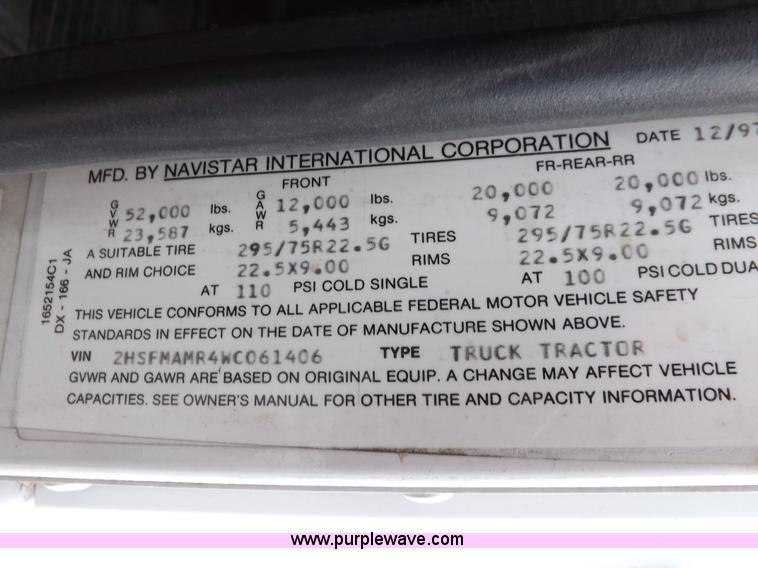 MFD. BY NAVISTAR INTERNATIONAL CORPORATION DATE 12/97
FRONT FR-REAR-RR
GVWR 52,000 lbs. GAWR 12,000 lbs. 20,000 20,000 lbs.
23,587 kgs. 5,443 kgs. 9,072 9,072 kgs.
A SUITABLE TIRE 295/75R22.5G TIRES 295/75R22.5G TIRES
AND RIM CHOICE 22.5X9.00 RIMS 22.5X9.00 RIMS
AT 110 PSI COLD SINGLE AT 100 PSI COLD DUA
THIS VEHICLE CONFORMS TO ALL APPLICABLE FEDERAL MOTOR VEHICLE SAFETY
STANDARDS IN EFFECT ON THE DATE OF MANUFACTURE SHOWN ABOVE.
VIN 2HSFMAMR4WC061406 TYPE TRUCK TRACTOR
GVWR AND GAWR ARE BASED ON ORIGINAL EQUIP. A CHANGE MAY AFFECT VEHICLE
CAPACITIES. SEE OWNER'S MANUAL FOR OTHER TIRE AND CAPACITY INFORMATION.
1652154C1
DX - 166 - JA
www.purplewave.com